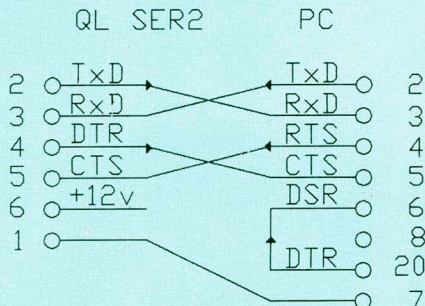 QL SER2 PC
2 TxD TxD 2
3 RxD RxD 3
4 DTR RTS 4
5 CTS CTS 5
6 +12v DSR 6
8
1 DTR 20
7